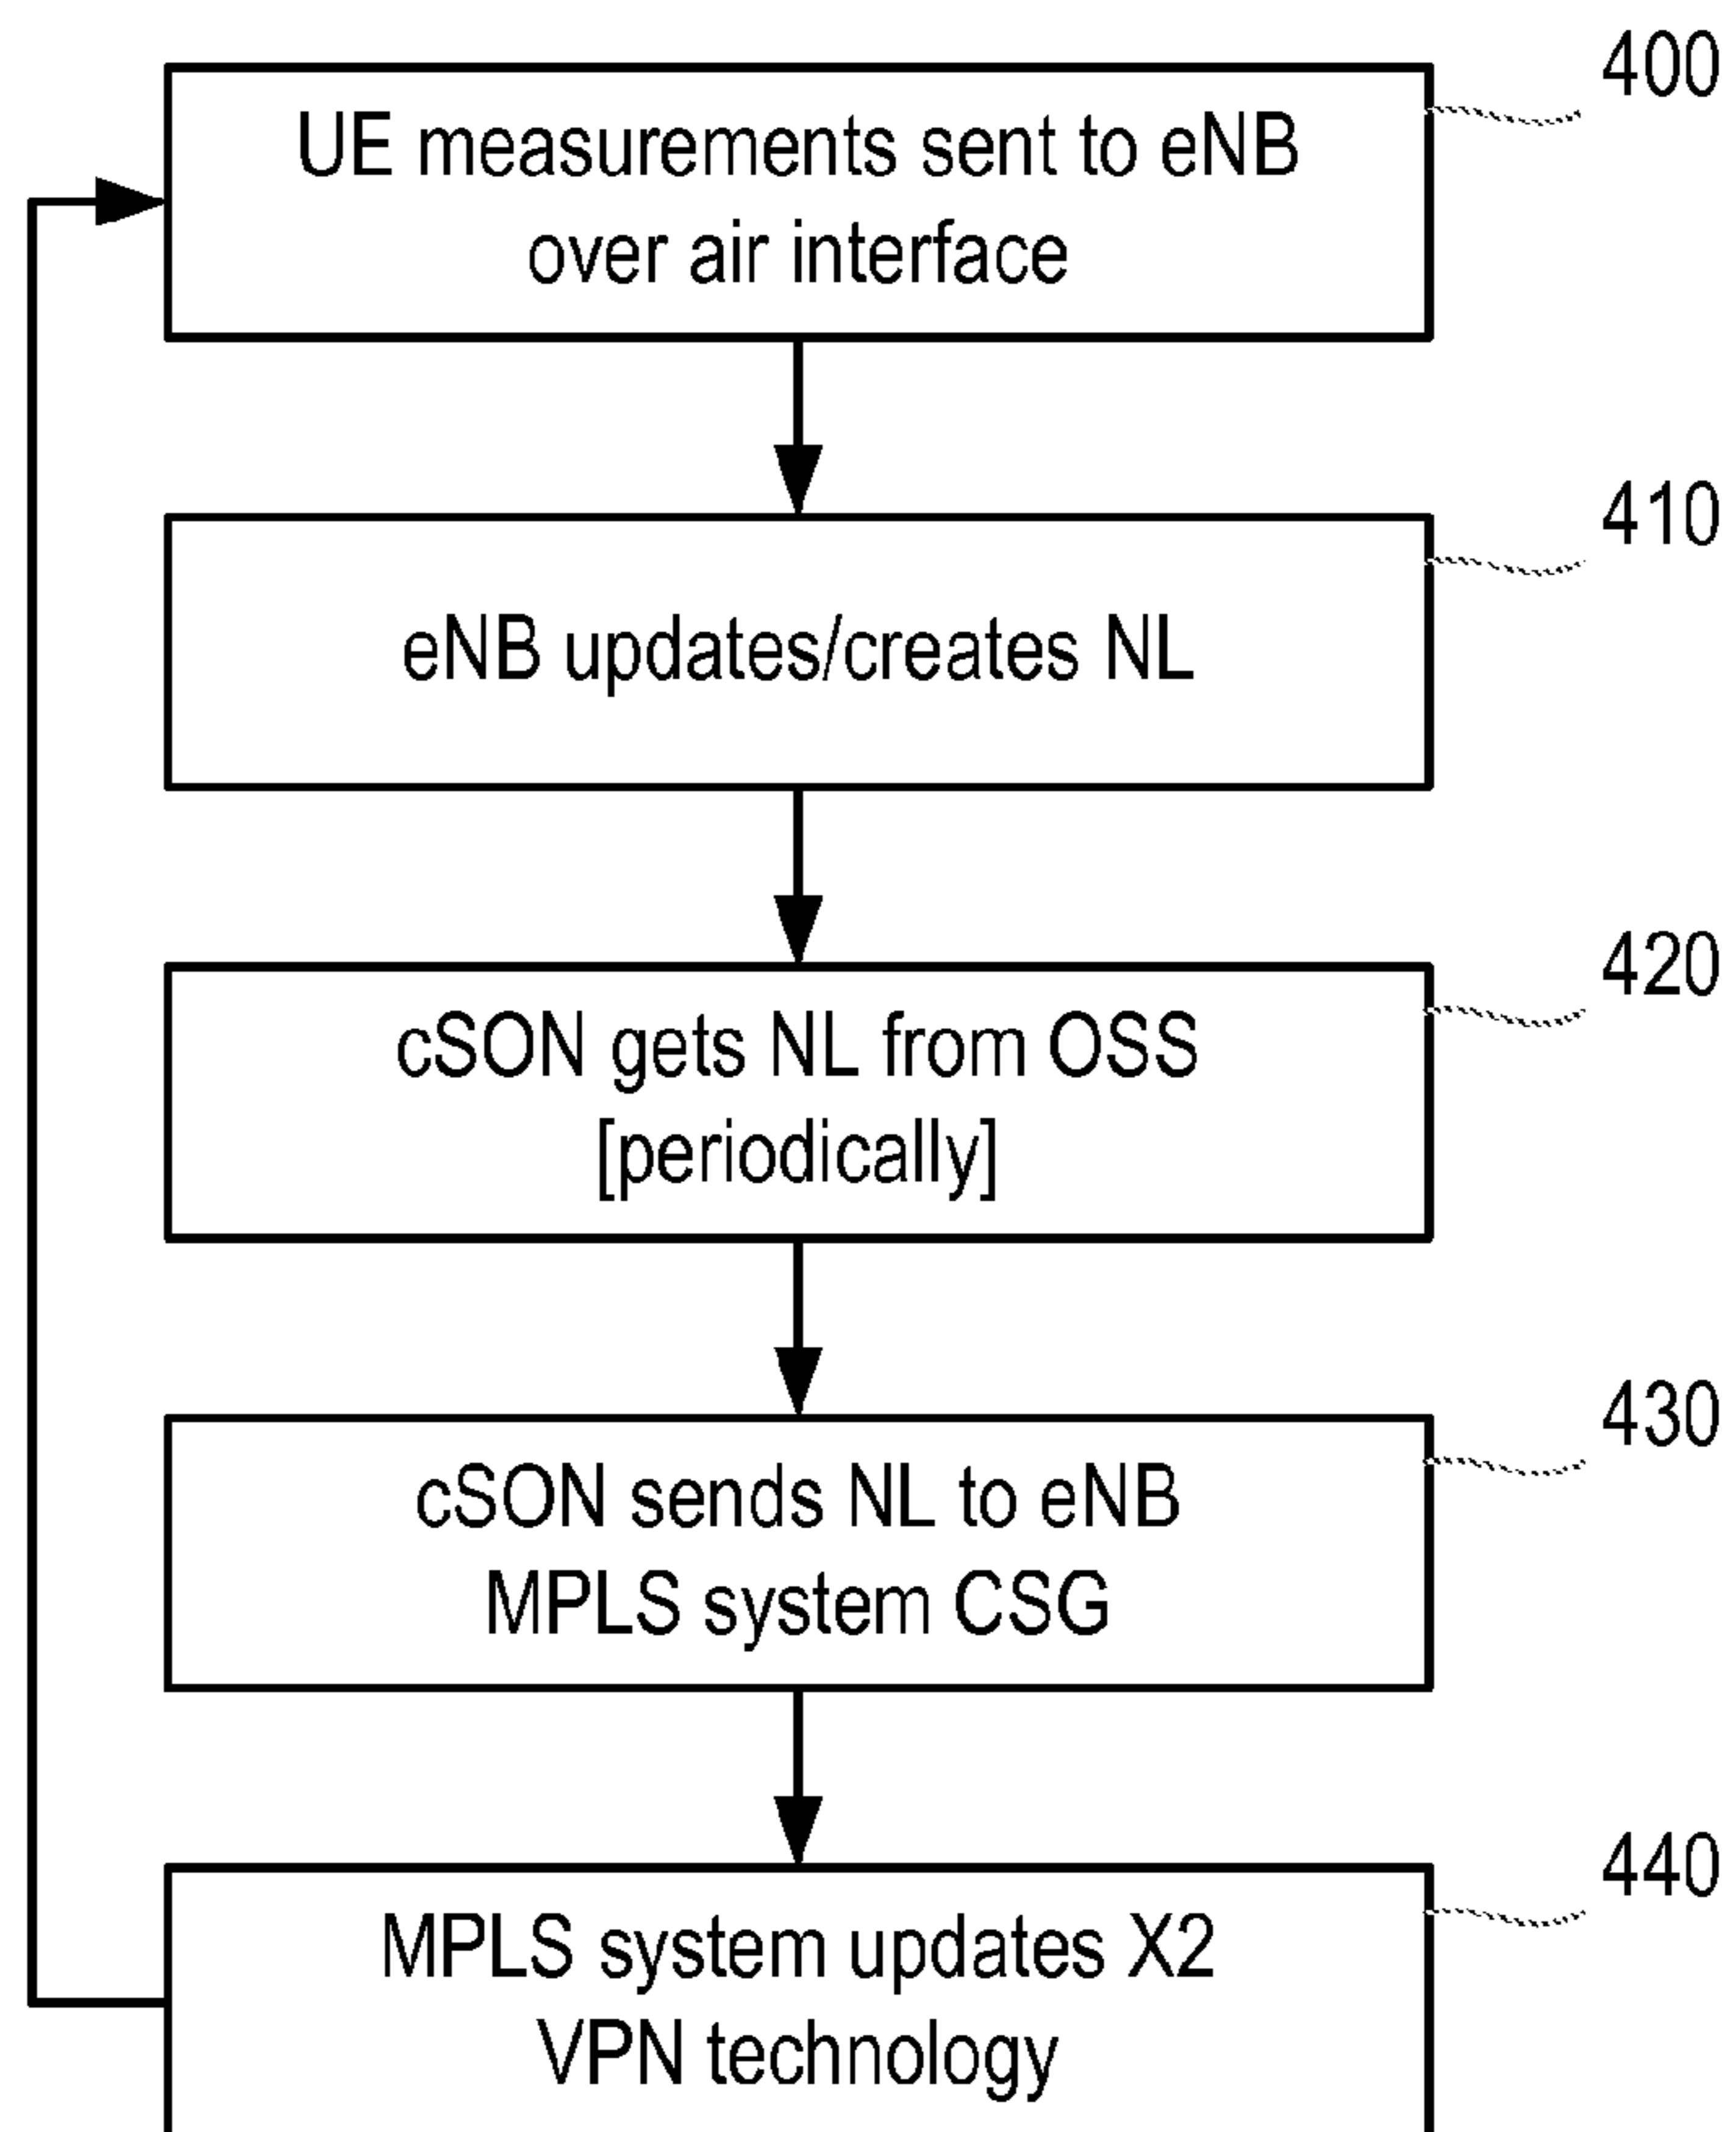 400
UE measurements sent to eNB
over air interface
410
eNB updates/creates NL
420
cSON gets NL from OSS
[periodically]
430
cSON sends NL to eNB
MPLS system CSG
440
MPLS system updates X2
VPN technology